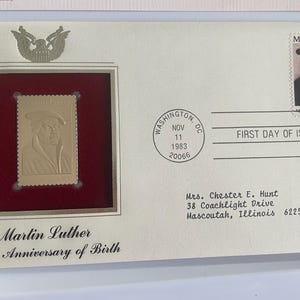 M
WASHINGTON, DC
NOV
11
1983
20066
FIRST DAY OF IS
Mrs. Chester E. Hunt
38 Coachlight Drive
Mascoutah, Illinois 6225
Martin Luther
Anniversary of Birth